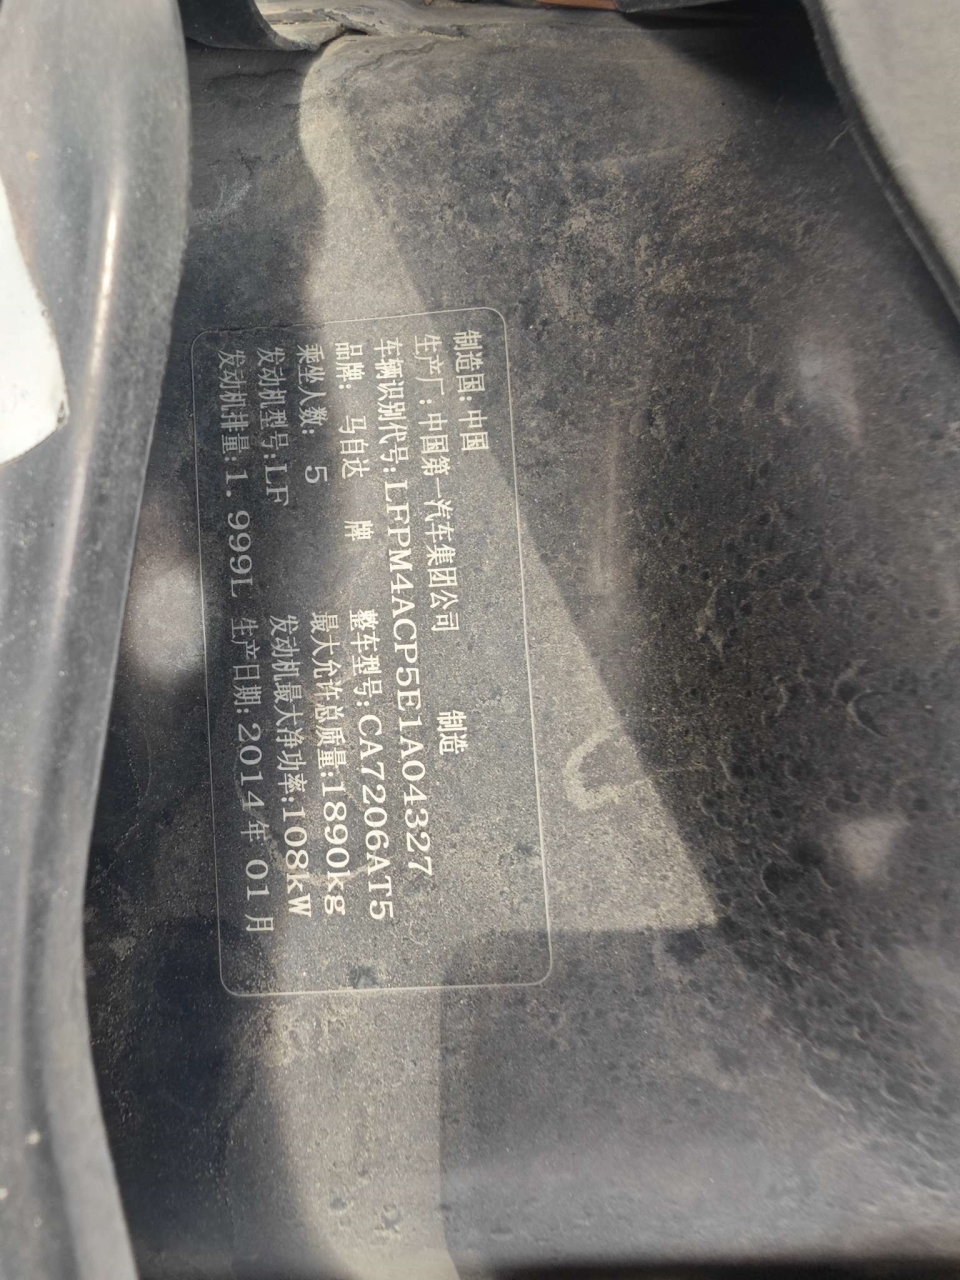 制造国: 中国
生产厂: 中国第一汽车集团公司 制造
车辆识别代号: LFPM4ACP5E1A04327
品牌: 马自达 牌 整车型号: CA7206AT5
乘坐人数: 5 最大允许总质量: 1890kg
发动机型号: LF 发动机最大净功率: 108kW
发动机排量: 1.999L 生产日期: 2014年 01月